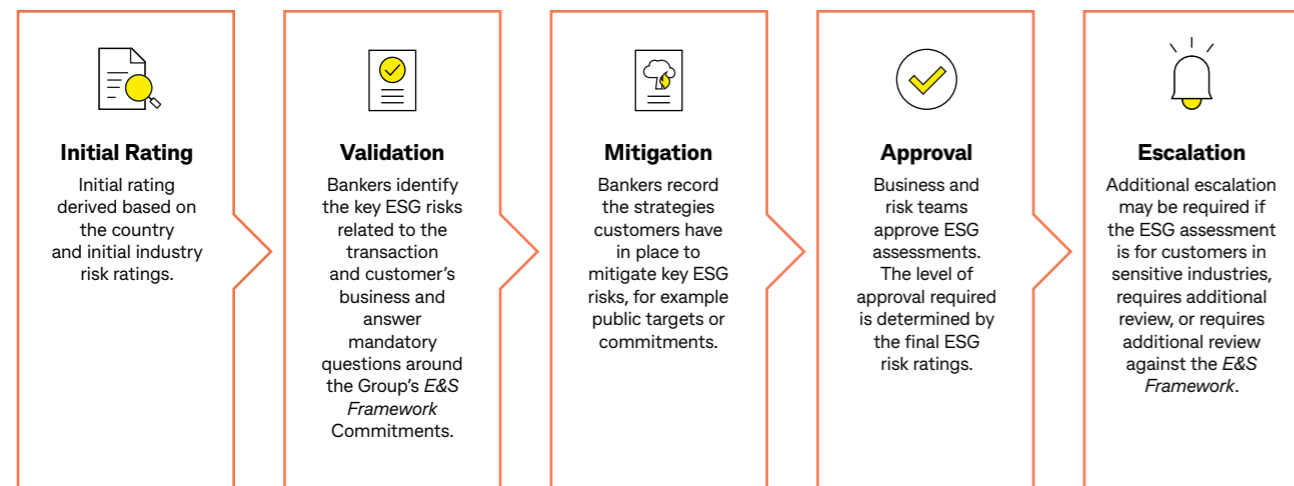 Initial Rating
Initial rating
derived based on
the country
and initial industry
risk ratings.
Validation
Bankers identify
the key ESG risks
related to the
transaction
and customer's
business and
answer
mandatory
questions around
the Group's E&S
Framework
Commitments.
Mitigation
Bankers record
the strategies
customers have
in place to
mitigate key ESG
risks, for example
public targets or
commitments.
Approval
Business and
risk teams
approve ESG
assessments.
The level of
approval required
is determined by
the final ESG
risk ratings.
Escalation
Additional escalation
may be required if
the ESG assessment
is for customers in
sensitive industries,
requires additional
review, or requires
additional review
against the E&S
Framework.